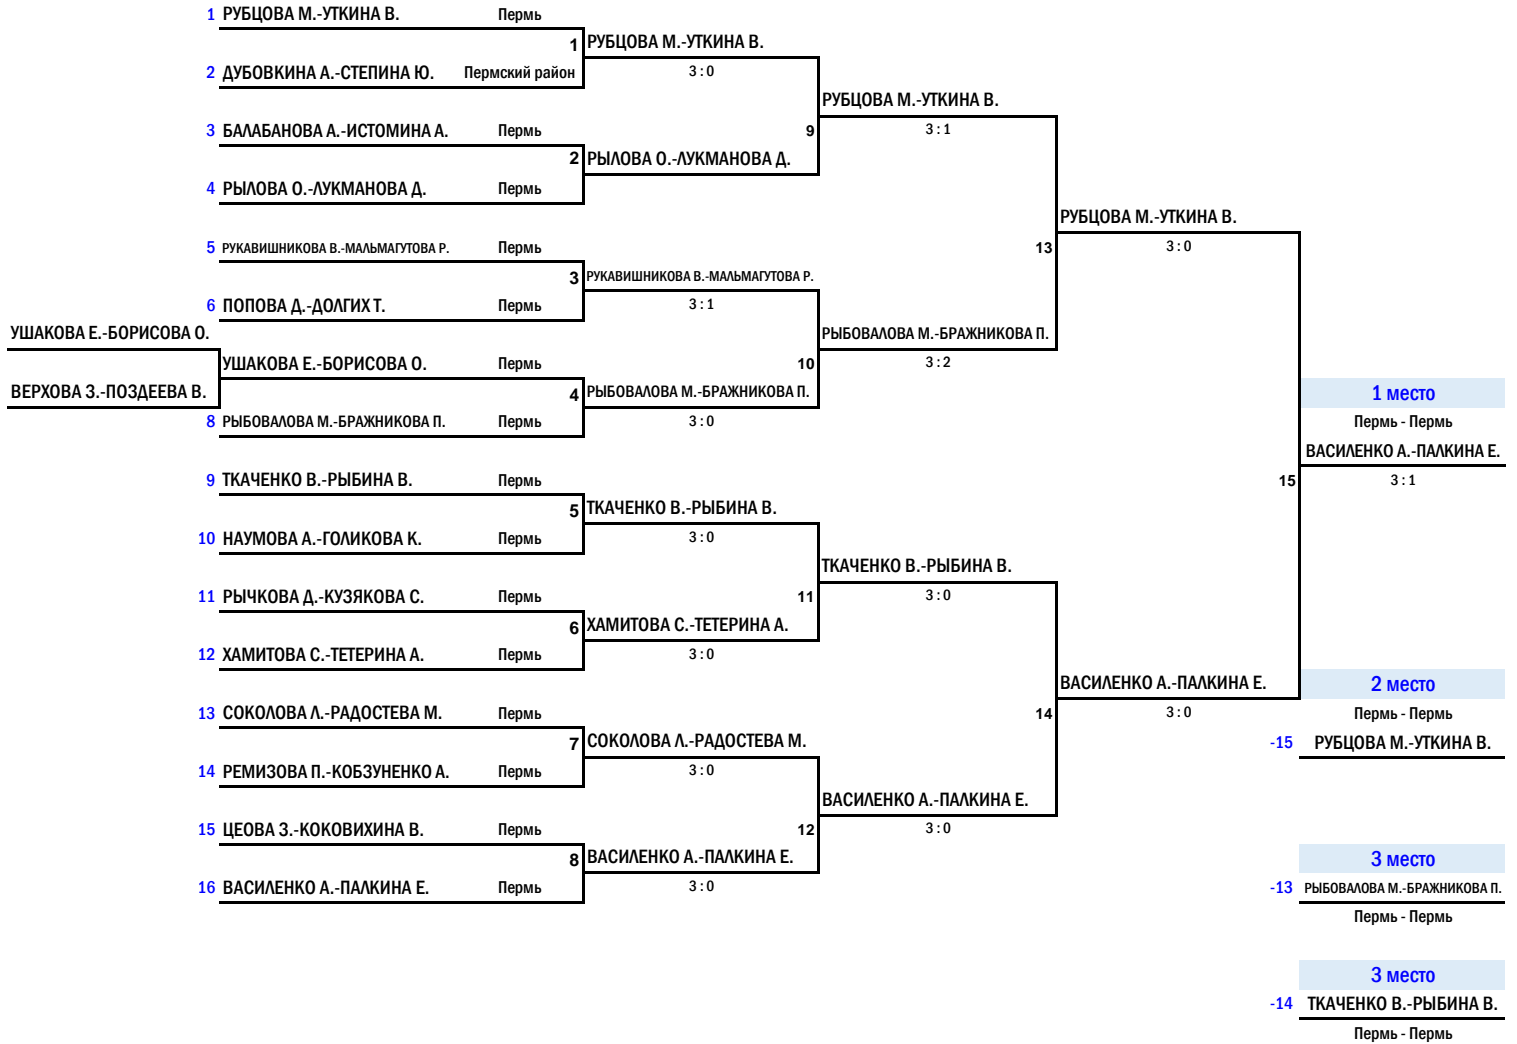 1 РУБЦОВА М.-УТКИНА В. Пермь
1 РУБЦОВА М.-УТКИНА В.
2 ДУБОВКИНА А.-СТЕПИНА Ю. Пермский район 3 : 0
РУБЦОВА М.-УТКИНА В.
3 БАЛАБАНОВА А.-ИСТОМИНА А. Пермь 9 3 : 1
2 РЫЛОВА О.-ЛУКМАНОВА Д.
4 РЫЛОВА О.-ЛУКМАНОВА Д. Пермь
РУБЦОВА М.-УТКИНА В.
5 РУКАВИШНИКОВА В.-МАЛЬМАГУТОВА Р. Пермь 13 3 : 0
3 РУКАВИШНИКОВА В.-МАЛЬМАГУТОВА Р.
6 ПОПОВА Д.-ДОЛГИХ Т. Пермь 3 : 1
УШАКОВА Е.-БОРИСОВА О. РЫБОВАЛОВА М.-БРАЖНИКОВА П.
УШАКОВА Е.-БОРИСОВА О. Пермь 10 3 : 2
ВЕРХОВА З.-ПОЗДЕЕВА В. 4 РЫБОВАЛОВА М.-БРАЖНИКОВА П. 1 место
8 РЫБОВАЛОВА М.-БРАЖНИКОВА П. Пермь 3 : 0 Пермь - Пермь
ВАСИЛЕНКО А.-ПАЛКИНА Е.
9 ТКАЧЕНКО В.-РЫБИНА В. Пермь 15 3 : 1
5 ТКАЧЕНКО В.-РЫБИНА В.
10 НАУМОВА А.-ГОЛИКОВА К. Пермь 3 : 0
ТКАЧЕНКО В.-РЫБИНА В.
11 РЫЧКОВА Д.-КУЗЯКОВА С. Пермь 11 3 : 0
6 ХАМИТОВА С.-ТЕТЕРИНА А.
12 ХАМИТОВА С.-ТЕТЕРИНА А. Пермь 3 : 0
ВАСИЛЕНКО А.-ПАЛКИНА Е. 2 место
13 СОКОЛОВА Л.-РАДОСТЕВА М. Пермь 14 3 : 0 Пермь - Пермь
7 СОКОЛОВА Л.-РАДОСТЕВА М. -15 РУБЦОВА М.-УТКИНА В.
14 РЕМИЗОВА П.-КОБЗУНЕНКО А. Пермь 3 : 0
ВАСИЛЕНКО А.-ПАЛКИНА Е.
15 ЦЕОВА З.-КОКОВИХИНА В. Пермь 12 3 : 0
8 ВАСИЛЕНКО А.-ПАЛКИНА Е. 3 место
16 ВАСИЛЕНКО А.-ПАЛКИНА Е. Пермь 3 : 0 -13 РЫБОВАЛОВА М.-БРАЖНИКОВА П.
Пермь - Пермь
3 место
-14 ТКАЧЕНКО В.-РЫБИНА В.
Пермь - Пермь